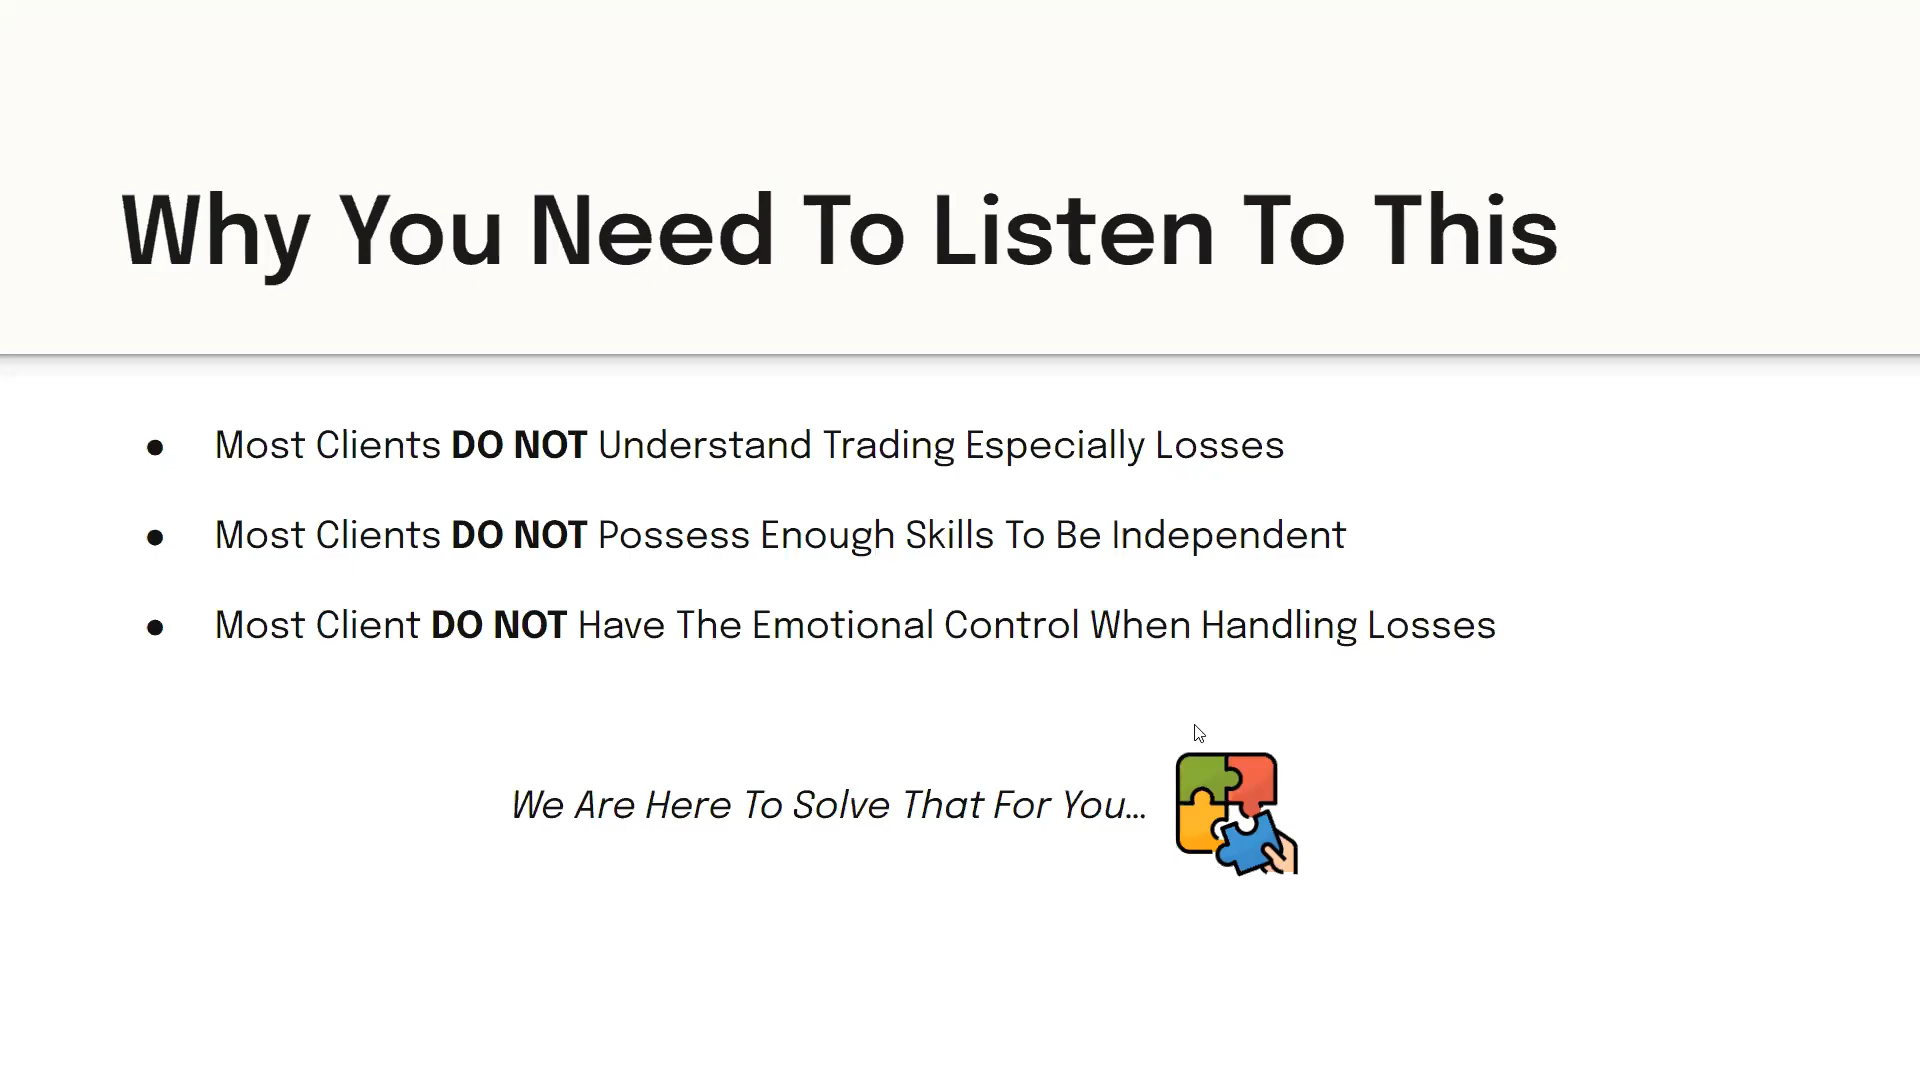 Why You Need To Listen To This
● Most Clients DO NOT Understand Trading Especially Losses
● Most Clients DO NOT Possess Enough Skills To Be Independent
● Most Client DO NOT Have The Emotional Control When Handling Losses
We Are Here To Solve That For You...